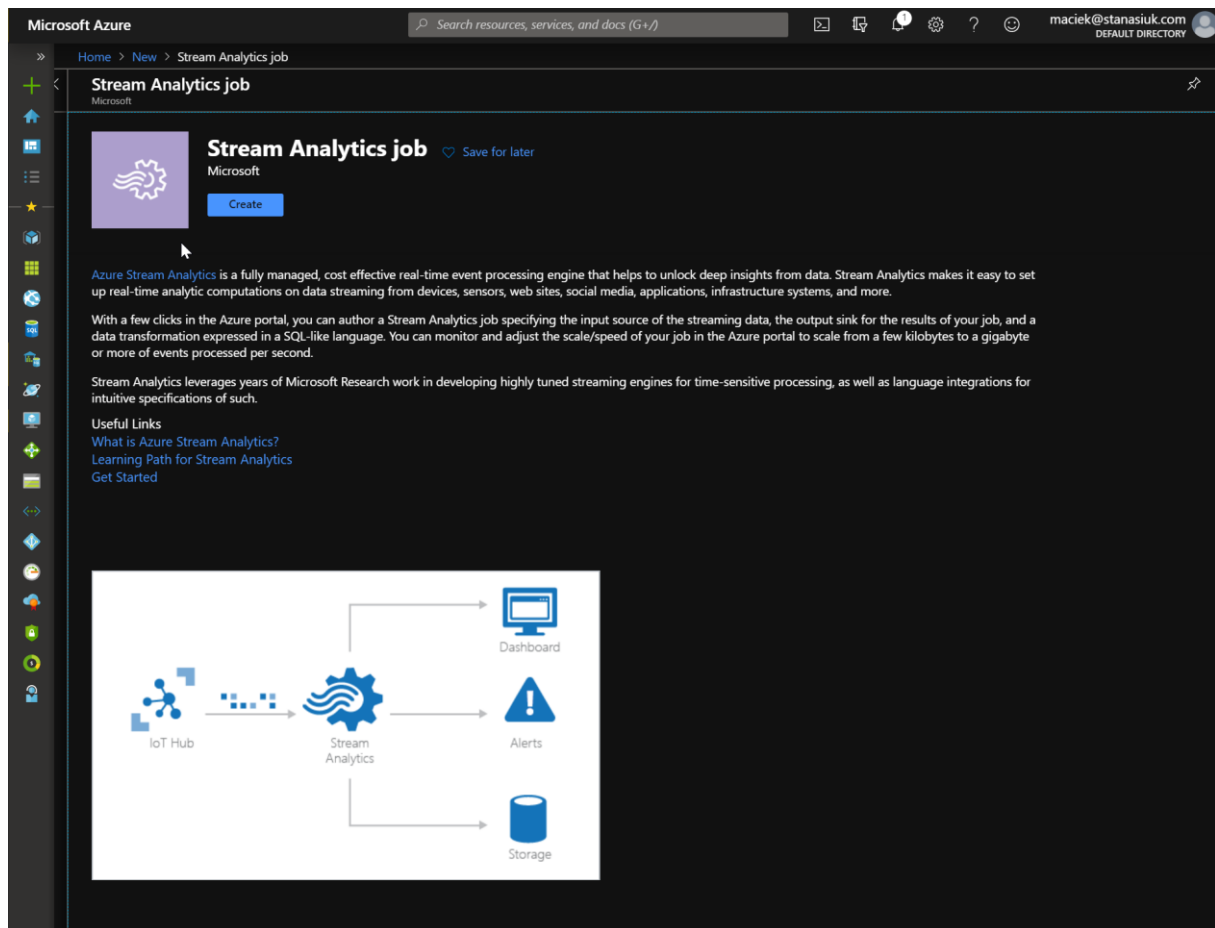 Microsoft Azure
Search resources, services, and docs (G+/)
1
maciek@stanasiuk.com
DEFAULT DIRECTORY
Home > New > Stream Analytics job
Stream Analytics job
Microsoft
Stream Analytics job
Save for later
Microsoft
Create
Azure Stream Analytics is a fully managed, cost effective real-time event processing engine that helps to unlock deep insights from data. Stream Analytics makes it easy to set
up real-time analytic computations on data streaming from devices, sensors, web sites, social media, applications, infrastructure systems, and more.
With a few clicks in the Azure portal, you can author a Stream Analytics job specifying the input source of the streaming data, the output sink for the results of your job, and a
data transformation expressed in a SQL-like language. You can monitor and adjust the scale/speed of your job in the Azure portal to scale from a few kilobytes to a gigabyte
or more of events processed per second.
Stream Analytics leverages years of Microsoft Research work in developing highly tuned streaming engines for time-sensitive processing, as well as language integrations for
intuitive specifications of such.
Useful Links
What is Azure Stream Analytics?
Learning Path for Stream Analytics
Get Started
Dashboard
IoT Hub
Stream
Analytics
Alerts
Storage